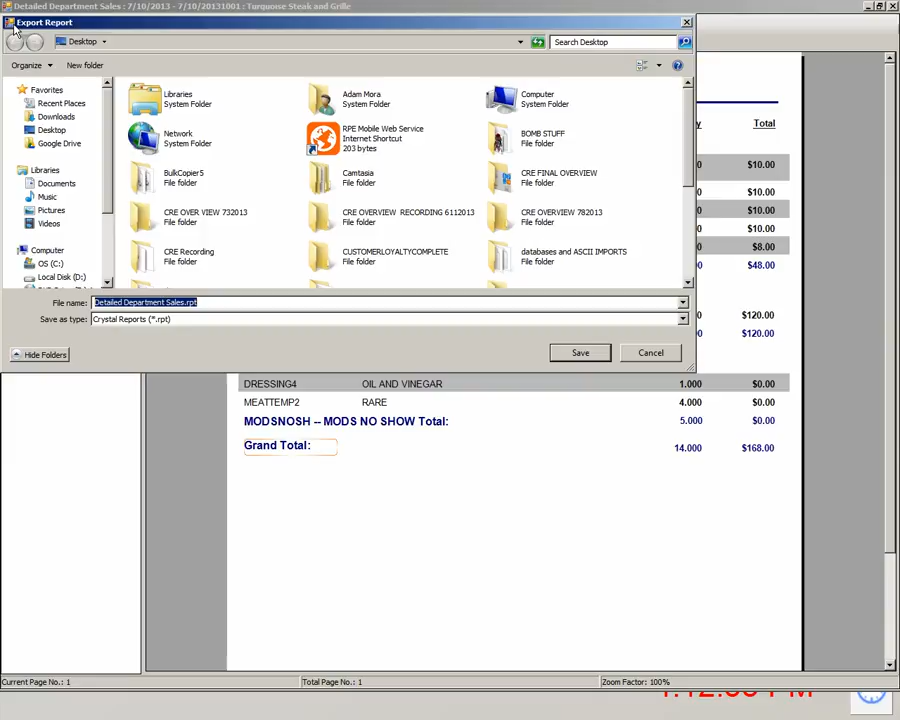 Detailed Department Sales : 7/10/2013 - 7/10/20131001 : Turquoise Steak and Grille
Export Report
Desktop
Search Desktop
Organize
New folder
Favorites
Recent Places
Downloads
Desktop
Google Drive
Libraries
Documents
Music
Pictures
Videos
Computer
OS (C:)
Local Disk (D:)
Libraries
System Folder
Adam Mora
System Folder
Computer
System Folder
Network
System Folder
RPE Mobile Web Service
Internet Shortcut
203 bytes
BOMB STUFF
File folder
BulkCopier5
File folder
Camtasia
File folder
CRE FINAL OVERVIEW
File folder
CRE OVER VIEW 732013
File folder
CRE OVERVIEW RECORDING 6112013
File folder
CRE OVERVIEW 782013
File folder
CRE Recording
File folder
CUSTOMERLOYALTYCOMPLETE
File folder
databases and ASCII IMPORTS
File folder
File name: Detailed Department Sales.rpt
Save as type: Crystal Reports (*.rpt)
Hide Folders
Save
Cancel
y Total
0 $10.00
0 $10.00
0 $10.00
0 $10.00
0 $8.00
00 $48.00
00 $120.00
00 $120.00
DRESSING4 OIL AND VINEGAR 1.000 $0.00
MEATTEMP2 RARE 4.000 $0.00
MODSNOSH -- MODS NO SHOW Total: 5.000 $0.00
Grand Total: 14.000 $168.00
Current Page No.: 1
Total Page No.: 1
Zoom Factor: 100%